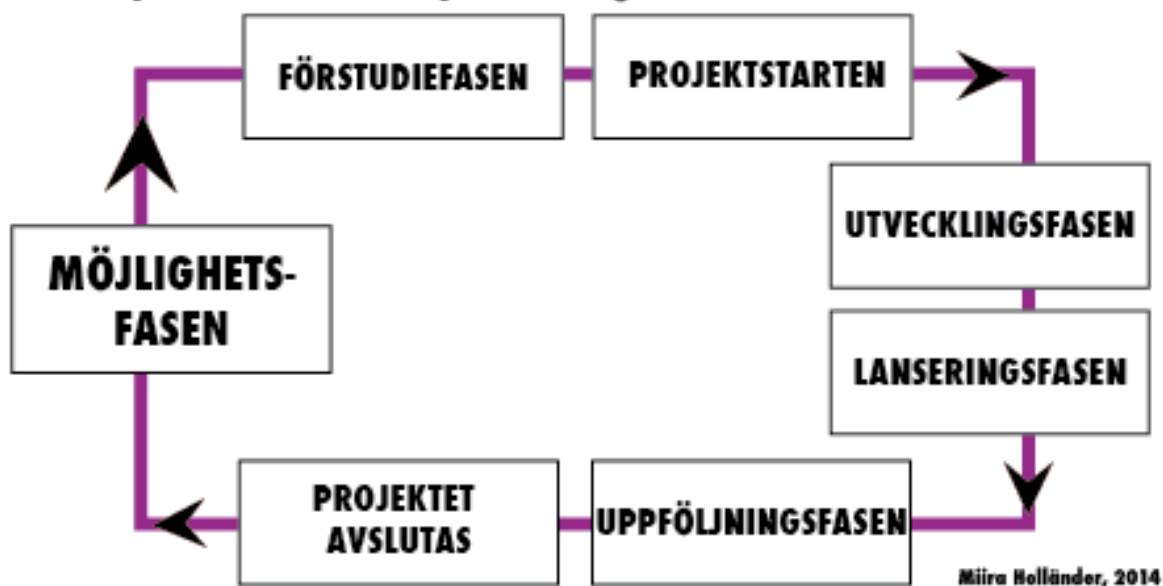 FÖRSTUDIEFASEN
PROJEKTSTARTEN
UTVECKLINGSFASEN
LANSERINGSFASEN
UPPFÖLJNINGSFASEN
PROJEKTET
AVSLUTAS
MÖJLIGHETS-
FASEN
Miira Holländer, 2014